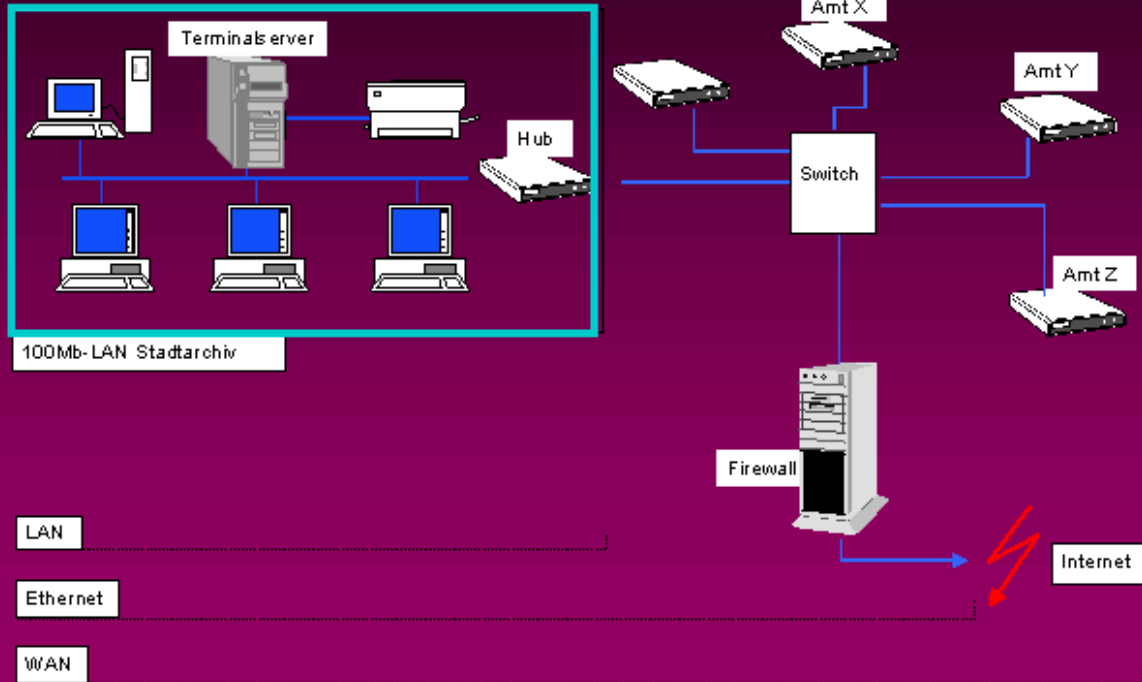 Amt X
Terminalserver
Amt Y
Hub
Switch
Amt Z
100Mb-LAN Stadtarchiv
Firewall
LAN
Internet
Ethernet
WAN